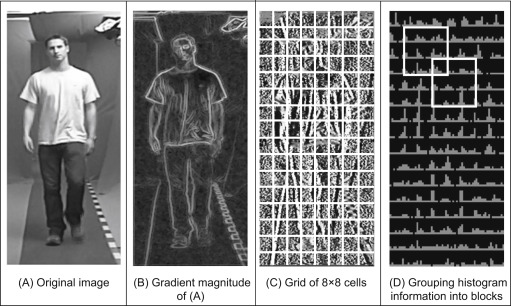 (A) Original image
(B) Gradient magnitude
of (A)
(C) Grid of 8×8 cells
(D) Grouping histogram
information into blocks